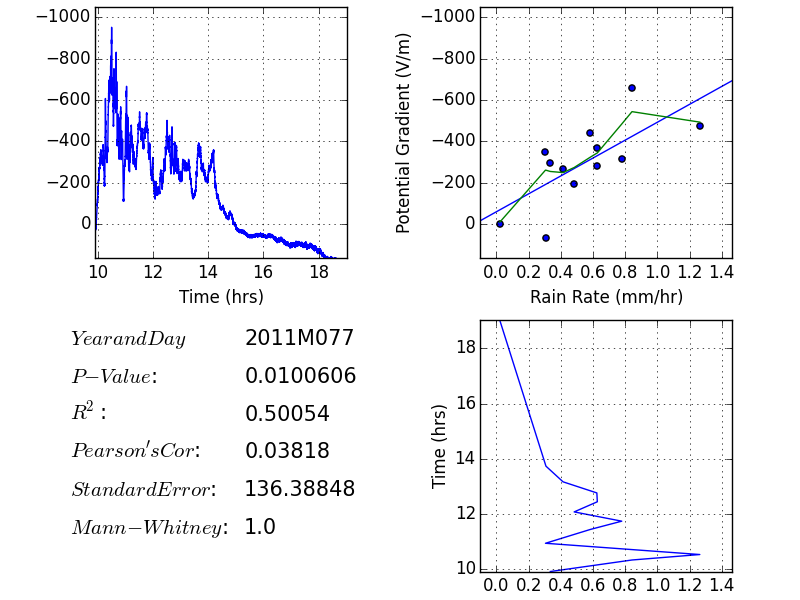 −1000
−800
−600
−400
−200
0
10 12 14 16 18
Time (hrs)
−1000
−800
−600
−400
−200
0
Potential Gradient (V/m)
0.0 0.2 0.4 0.6 0.8 1.0 1.2 1.4
Rain Rate (mm/hr)
YearandDay 2011M077
P−Value: 0.0100606
R²: 0.50054
Pearson'sCor: 0.03818
StandardError: 136.38848
Mann−Whitney: 1.0
18
16
14
12
10
Time (hrs)
0.0 0.2 0.4 0.6 0.8 1.0 1.2 1.4